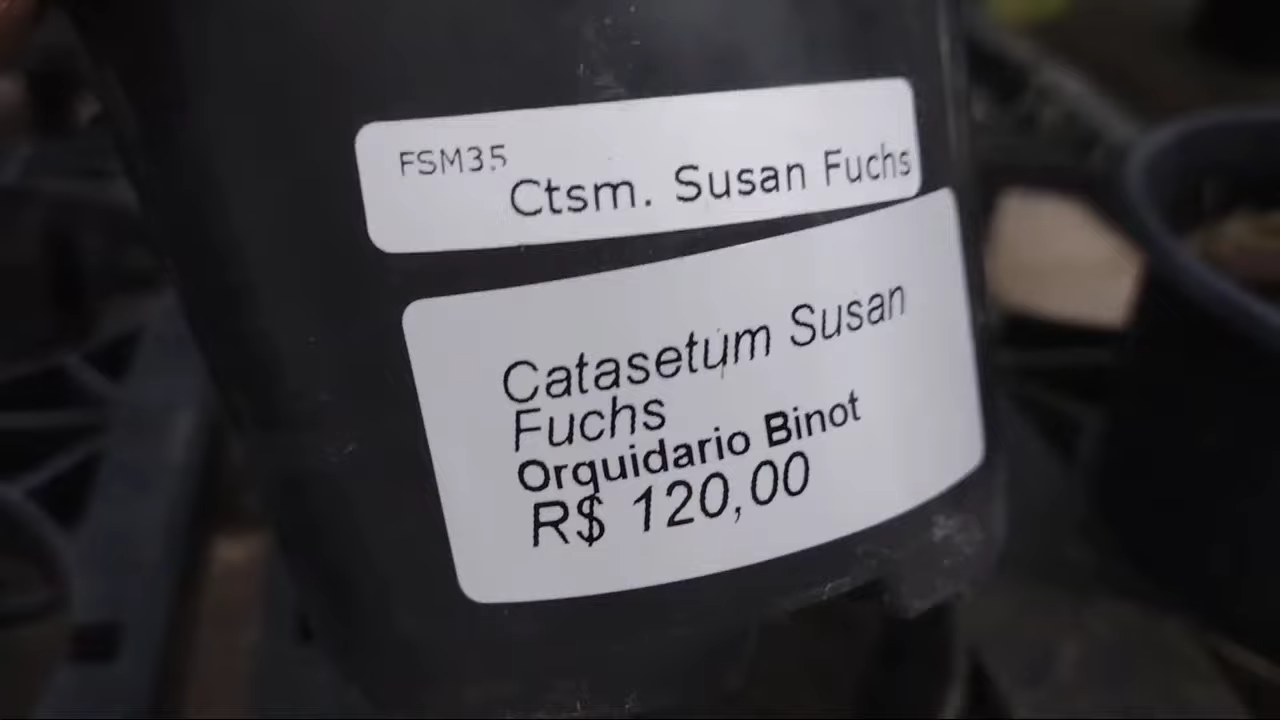 FSM35
Ctsm. Susan Fuchs
Catasetum Susan
Fuchs
Orquidario Binot
R$ 120,00